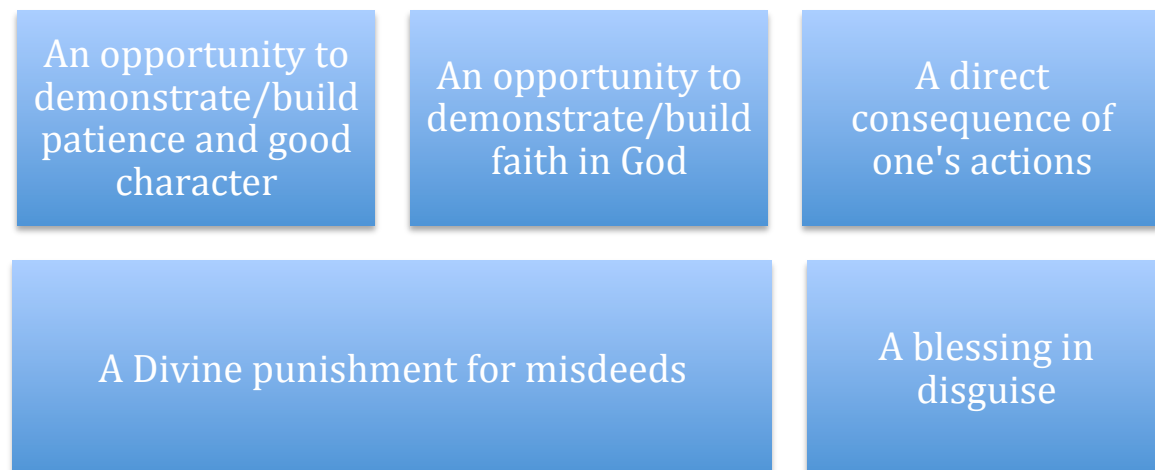 An opportunity to
demonstrate/build
patience and good
character
An opportunity to
demonstrate/build
faith in God
A direct
consequence of
one's actions
A Divine punishment for misdeeds
A blessing in
disguise